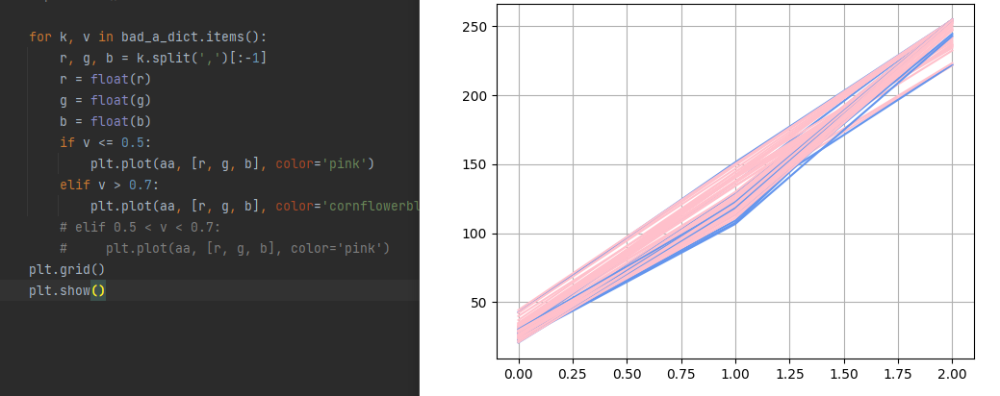 for k, v in bad_a_dict.items():
r, g, b = k.split(',')[:-1]
r = float(r)
g = float(g)
b = float(b)
if v <= 0.5:
plt.plot(aa, [r, g, b], color='pink')
elif v > 0.7:
plt.plot(aa, [r, g, b], color='cornflowerbl
# elif 0.5 < v < 0.7:
#     plt.plot(aa, [r, g, b], color='pink')
plt.grid()
plt.show()
250
200
150
100
50
0.00 0.25 0.50 0.75 1.00 1.25 1.50 1.75 2.00